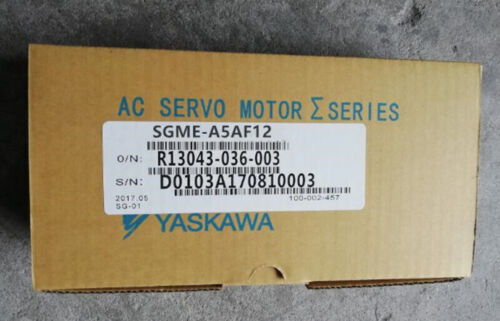 AC SERVO MOTOR Σ SERIES
SGME-A5AF12
O/N: R13043-036-003
S/N: D0103A170810003
2017.05 100-002-457
SG-01
YASKAWA